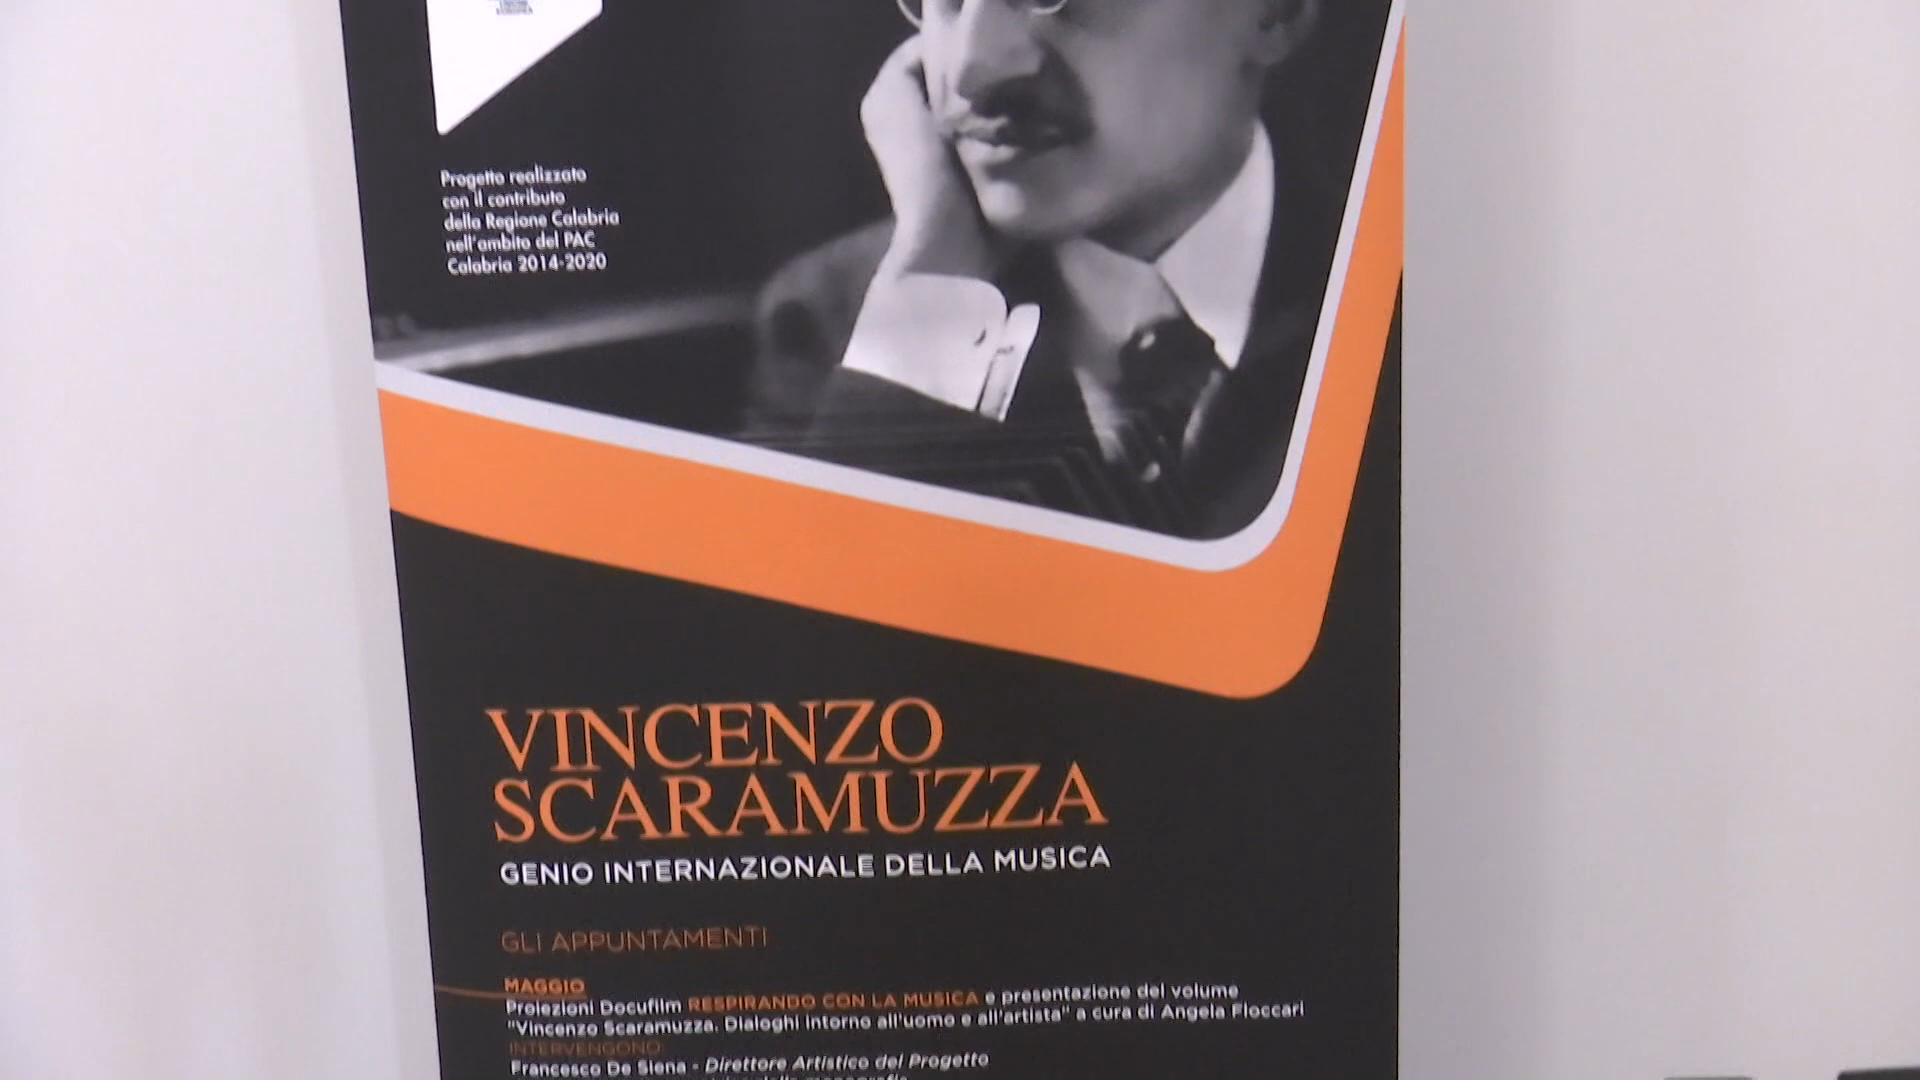 UNIONE
EUROPEA
Progetto realizzato
con il contributo
della Regione Calabria
nell'ambito del PAC
Calabria 2014-2020
VINCENZO
SCARAMUZZA
GENIO INTERNAZIONALE DELLA MUSICA
GLI APPUNTAMENTI
MAGGIO
Proiezioni Docufilm RESPIRANDO CON LA MUSICA e presentazione del volume
"Vincenzo Scaramuzza. Dialoghi intorno all'uomo e all'artista" a cura di Angela Floccari
INTERVENGONO:
Francesco De Siena - Direttore Artistico del Progetto